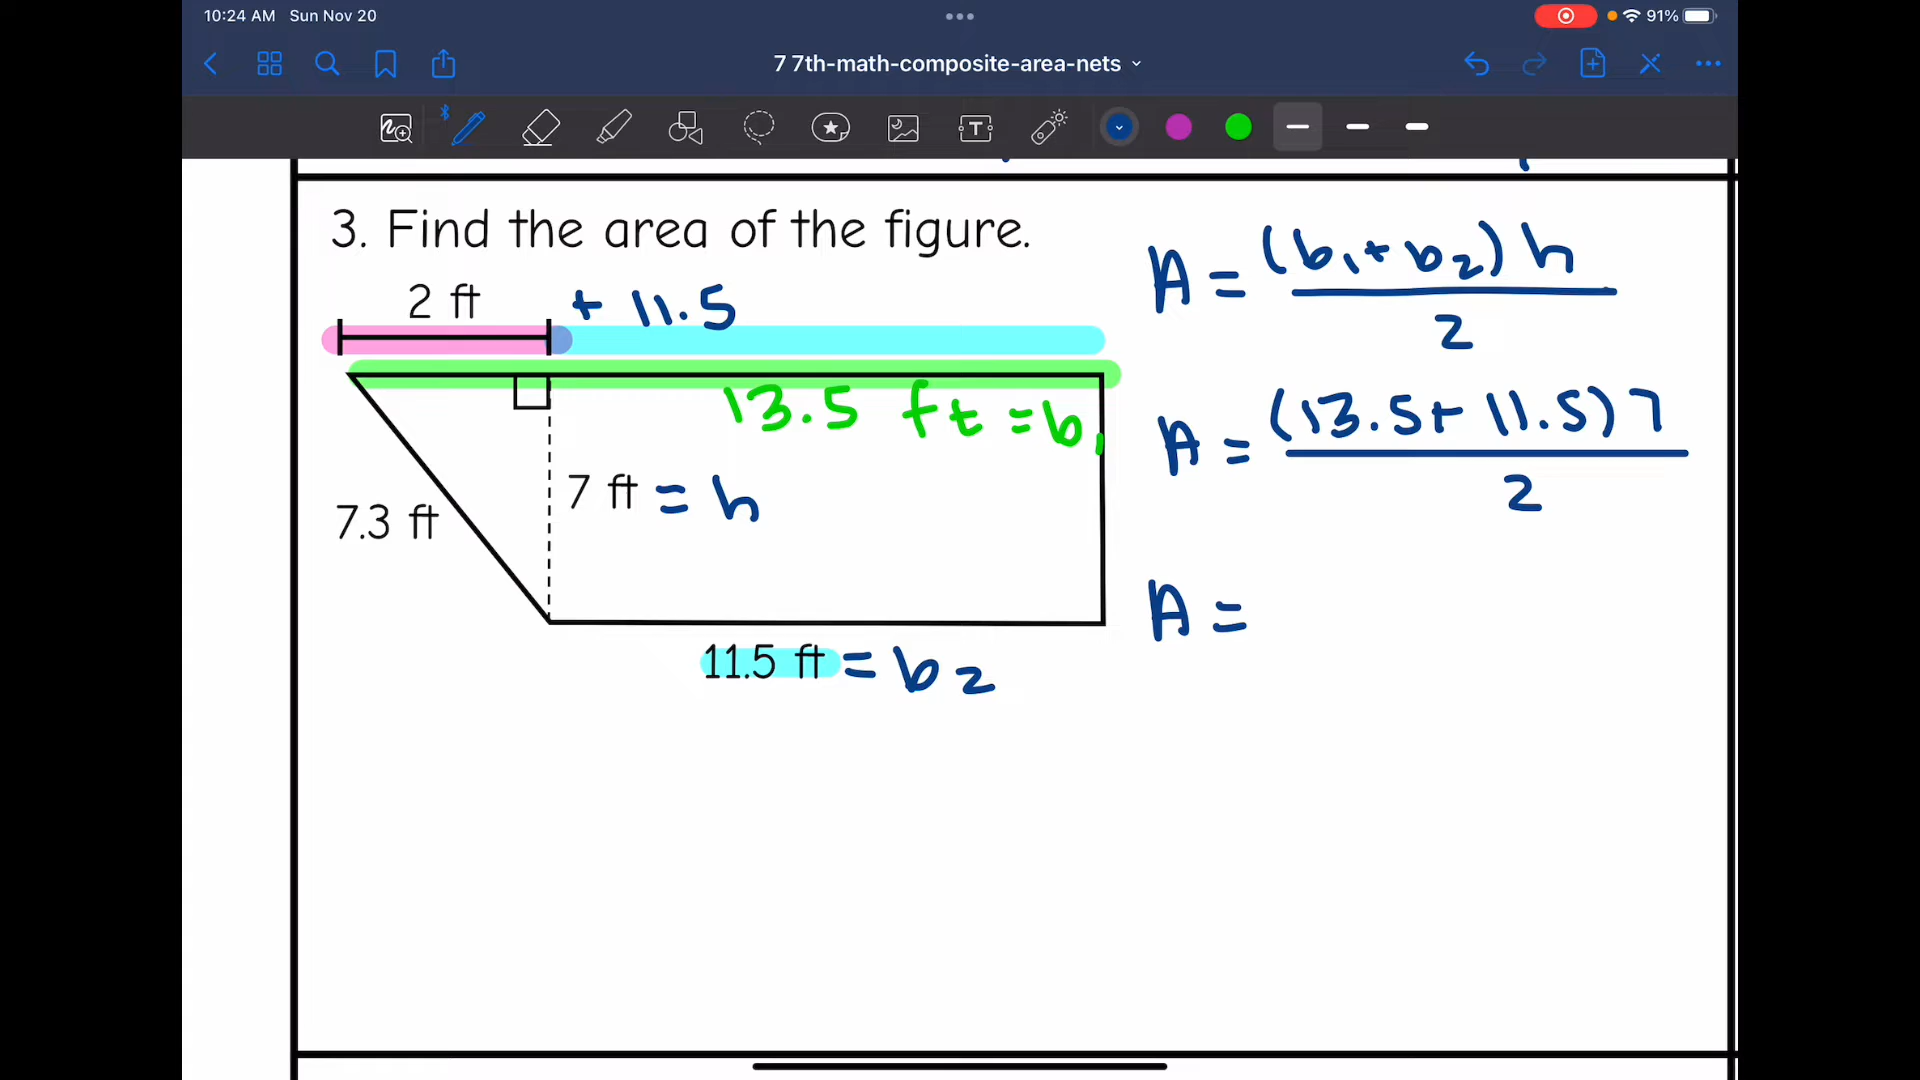 10:24 AM Sun Nov 20
91%
7 7th-math-composite-area-nets
3. Find the area of the figure.
2 ft + 11.5
13.5 ft = b1
7 ft = h
7.3 ft
11.5 ft = b2
A = (b1 + b2) h
2
A = (13.5 + 11.5) 7
2
A =